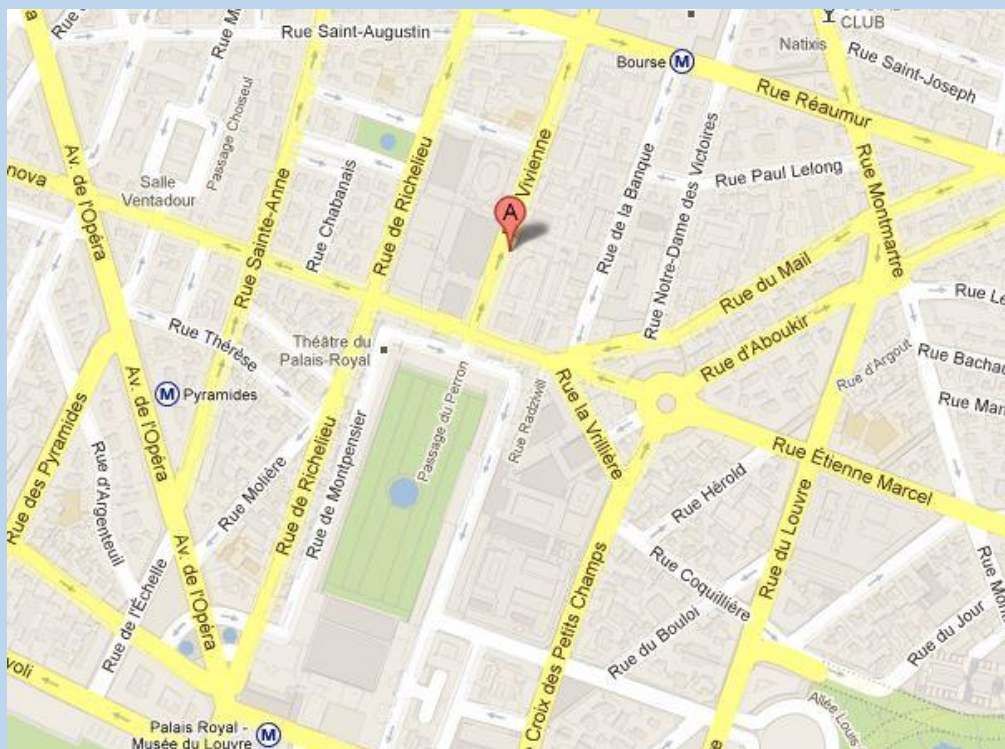 CLUB
Rue Saint-Augustin
Natixis
Bourse
M
Rue Saint-Joseph
Rue Réaumur
Passage Choiseul
Av. de l'Opéra
Rue de Richelieu
Vivienne
Rue de la Banque
Rue Notre-Dame des Victoires
Rue Paul Lelong
Rue Montmartre
nova
Salle
Ventadour
Rue Sainte-Anne
Rue Chabanais
A
Rue du Mail
Rue Thérèse
Théâtre du
Palais-Royal
Rue d'Aboukir
Rue d'Argout
M
Pyramides
Av. de l'Opéra
Passage du Perron
Rue Radziwill
Rue la Vrillière
Rue Étienne Marcel
Rue des Pyramides
Rue d'Argenteuil
Rue Molière
Rue de Richelieu
Rue de Montpensier
Rue Hérold
Rue du Louvre
Rue de l'Échelle
Av. de l'Opéra
Croix des Petits Champs
Rue Coquillière
Rue du Bouloi
Rue du Jour
voli
Allée Louis
Palais Royal -
Musée du Louvre
M